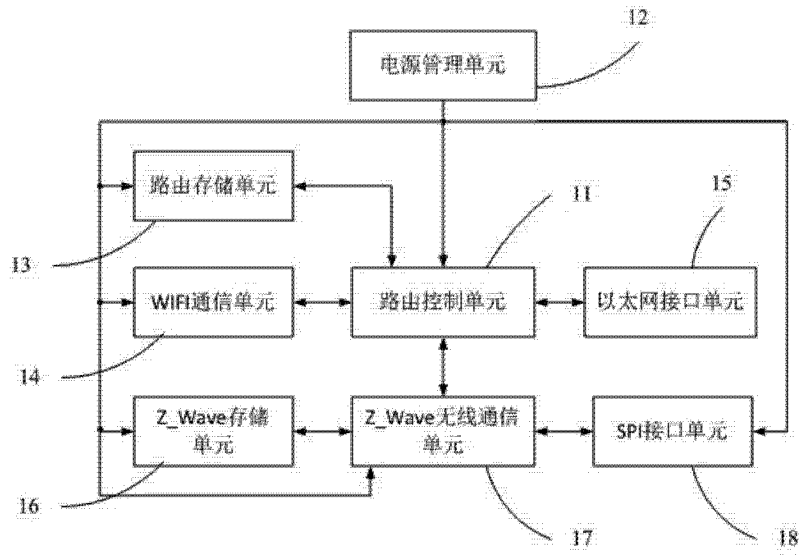 12
电源管理单元
路由存储单元
11
15
13
WIFI通信单元
路由控制单元
以太网接口单元
14
Z_Wave存储
单元
Z_Wave无线通信
单元
SPI接口单元
16
17
18